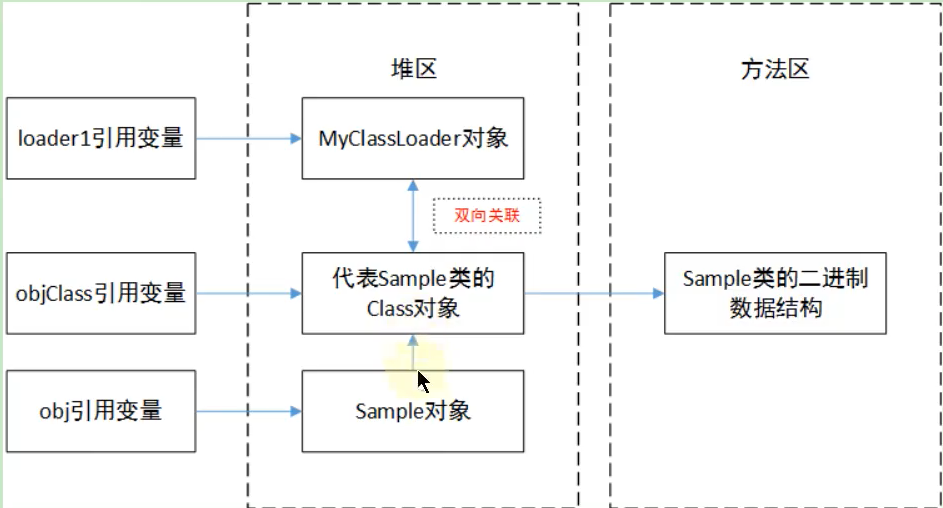 堆区
方法区
loader1引用变量
MyClassLoader对象
双向关联
objClass引用变量
代表Sample类的
Class对象
Sample类的二进制
数据结构
obj引用变量
Sample对象